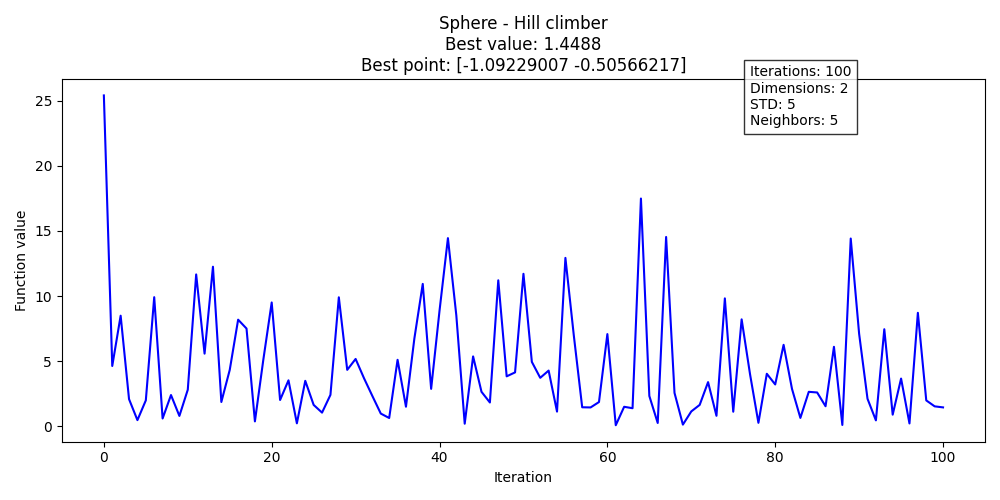 Sphere - Hill climber
Best value: 1.4488
Best point: [-1.09229007 -0.50566217]
Iterations: 100
Dimensions: 2
STD: 5
Neighbors: 5
Function value
25
20
15
10
5
0
0 20 40 60 80 100
Iteration